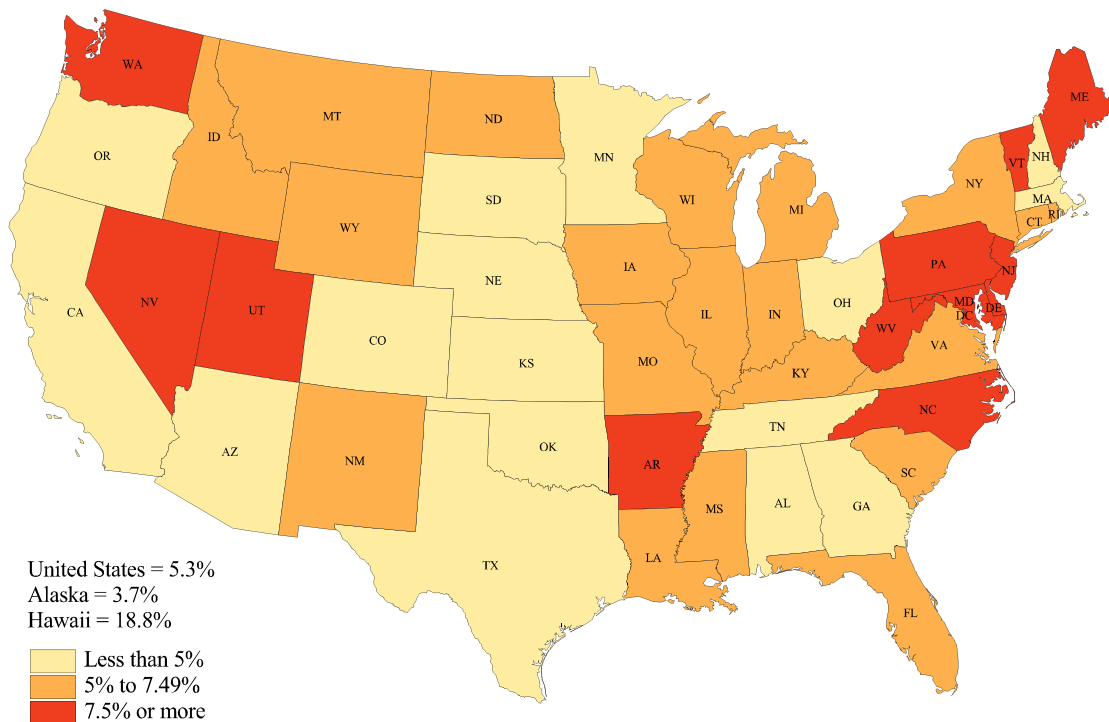 WA
ME
MT
ND
VT
NH
ID
OR
MN
NY
MA
SD
WI
CT
RI
MI
WY
IA
PA
NJ
NE
NV
UT
OH
MD
DE
CA
IL
IN
DC
WV
CO
VA
KS
MO
KY
NC
TN
AZ
OK
NM
AR
SC
MS
AL
GA
LA
TX
United States = 5.3%
Alaska = 3.7%
FL
Hawaii = 18.8%
Less than 5%
5% to 7.49%
7.5% or more